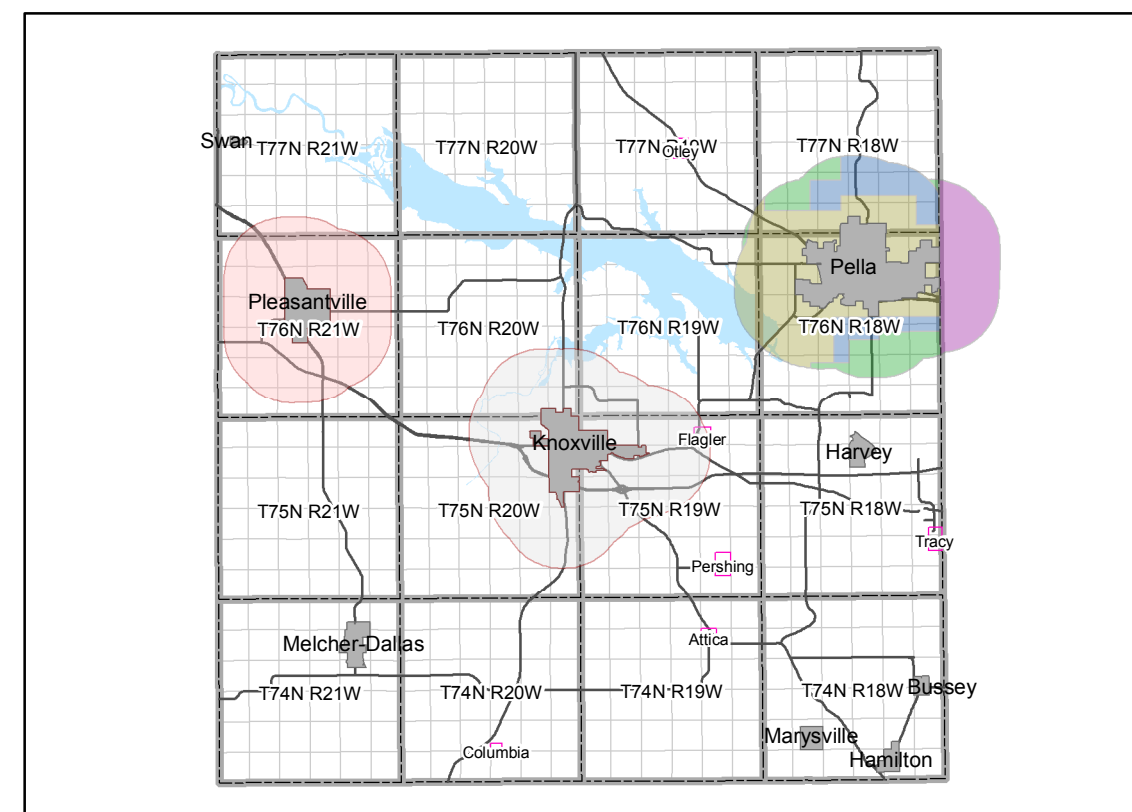 Swan
T77N R21W
T77N R20W
T77N R19W
Otley
T77N R18W
Pella
Pleasantville
T76N R21W
T76N R20W
T76N R19W
T76N R18W
Knoxville
Flagler
Harvey
T75N R21W
T75N R20W
T75N R19W
T75N R18W
Tracy
Pershing
Attica
Melcher-Dallas
T74N R21W
T74N R20W
T74N R19W
T74N R18W
Bussey
Marysville
Columbia
Hamilton